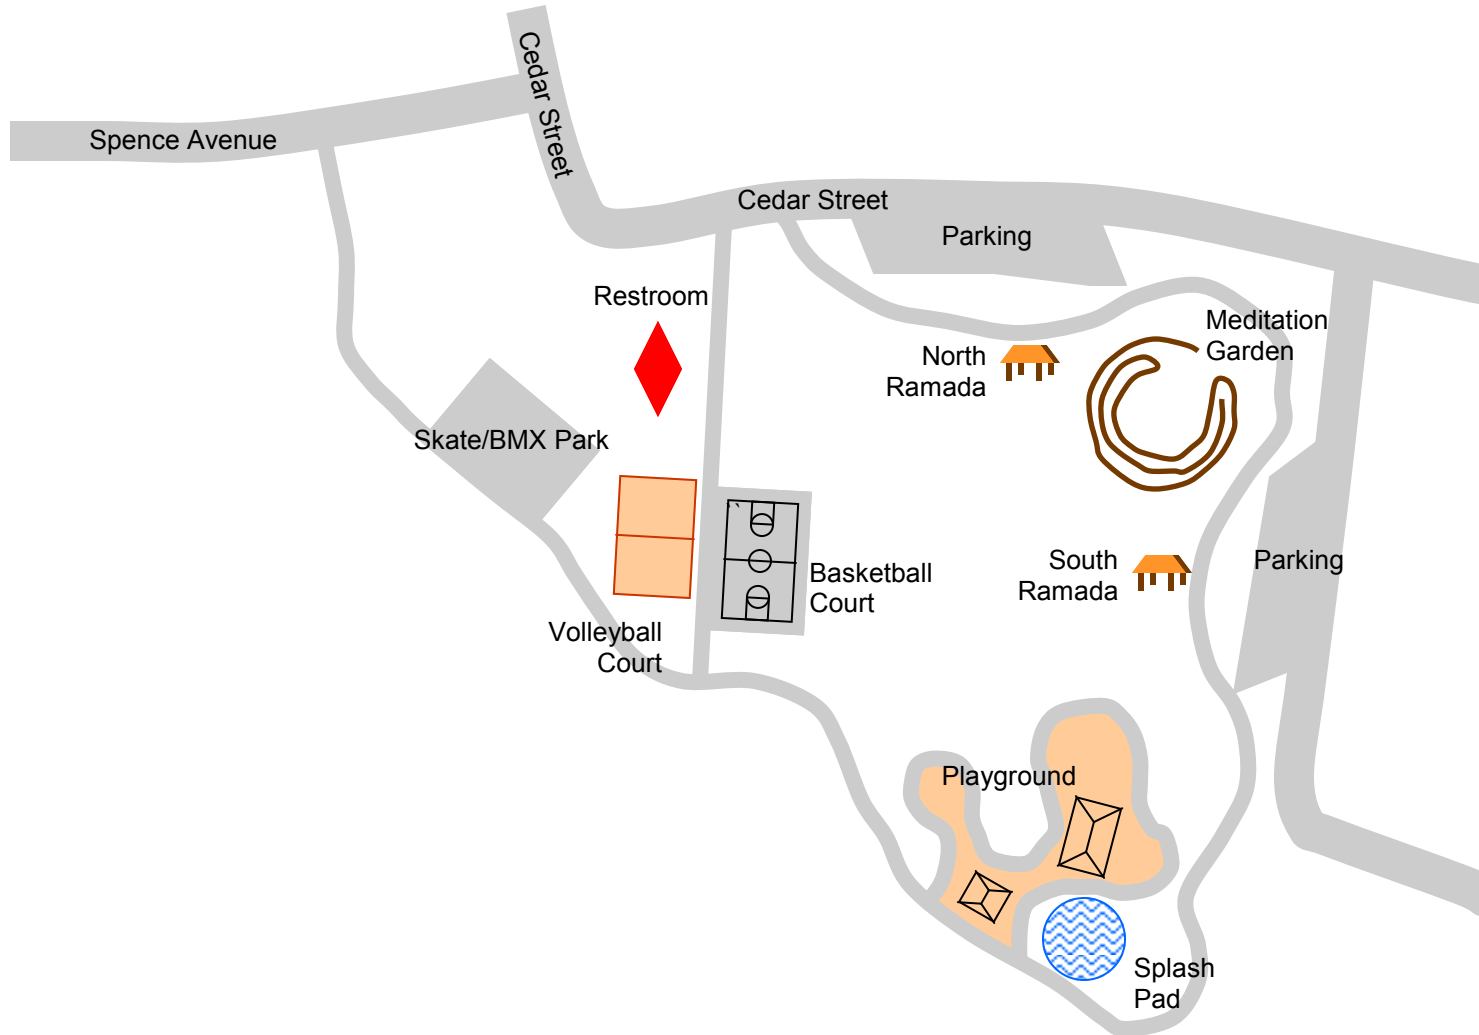 Cedar Street
Spence Avenue
Cedar Street
Parking
Restroom
Meditation
Garden
North
Ramada
Skate/BMX Park
South
Ramada
Parking
Basketball
Court
Volleyball
Court
Playground
Splash
Pad